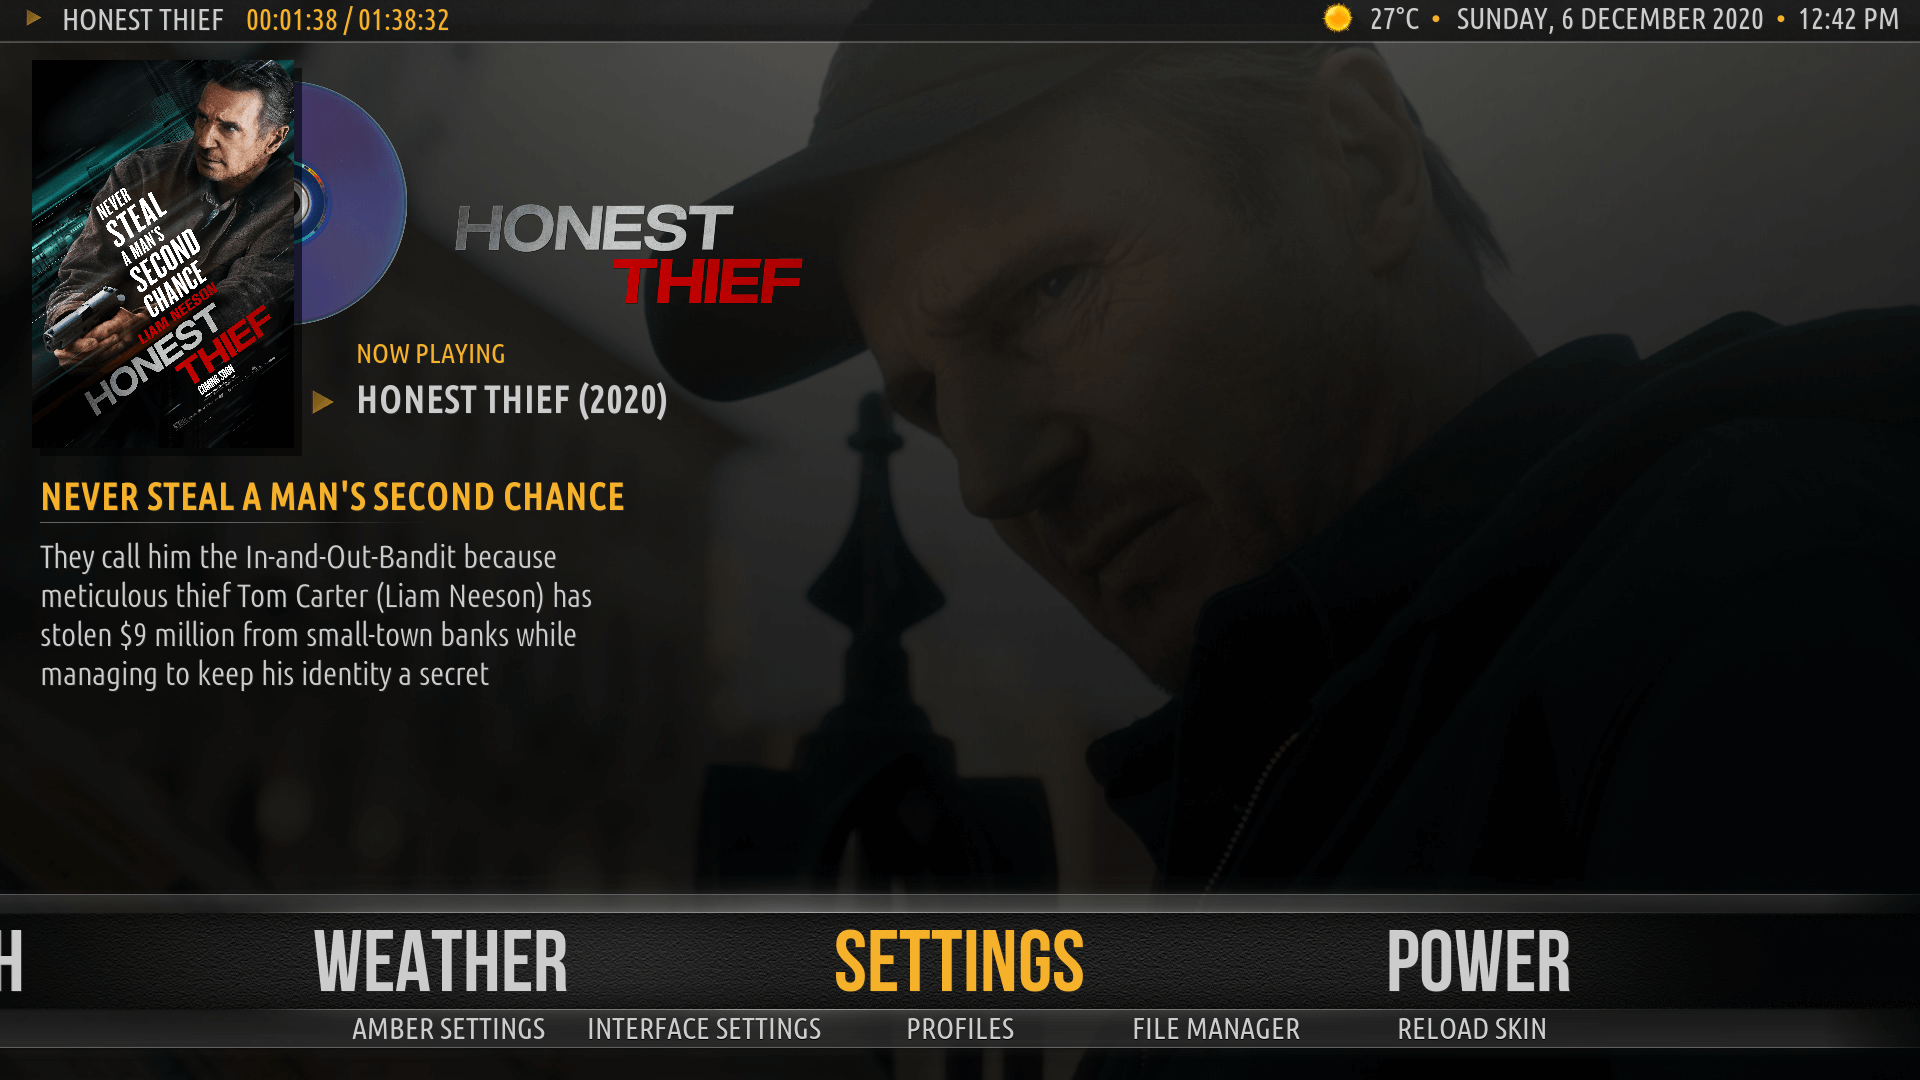 HONEST THIEF 00:01:38 / 01:38:32
27°C • SUNDAY, 6 DECEMBER 2020 • 12:42 PM
NEVER
STEAL
A MAN'S
SECOND
CHANCE
LIAM NEESON
HONEST
THIEF
COMING SOON
HONEST
THIEF
NOW PLAYING
HONEST THIEF (2020)
NEVER STEAL A MAN'S SECOND CHANCE
They call him the In-and-Out-Bandit because
meticulous thief Tom Carter (Liam Neeson) has
stolen $9 million from small-town banks while
managing to keep his identity a secret
H WEATHER SETTINGS POWER
AMBER SETTINGS INTERFACE SETTINGS PROFILES FILE MANAGER RELOAD SKIN